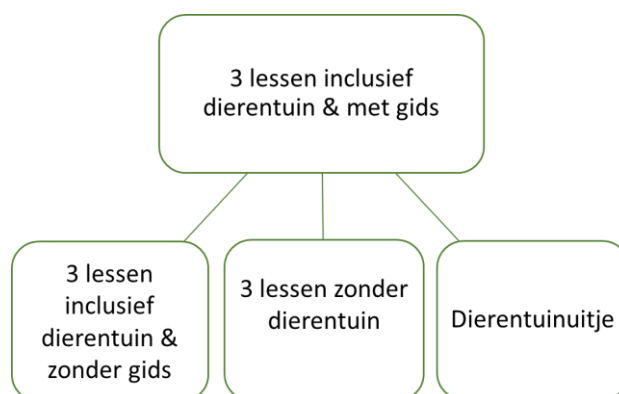 3 lessen inclusief
dierentuin & met gids
3 lessen
inclusief
dierentuin &
zonder gids
3 lessen zonder
dierentuin
Dierentuinuitje